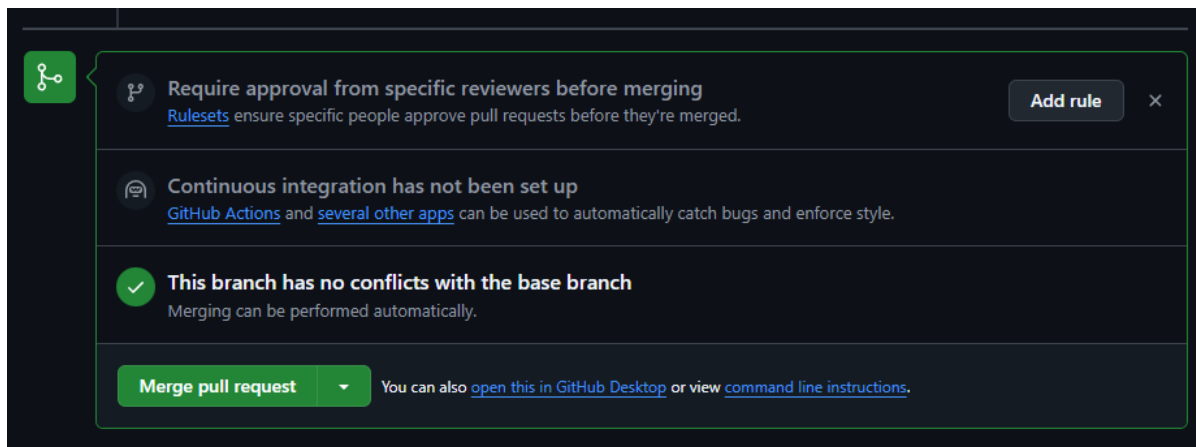 Require approval from specific reviewers before merging
Rulesets ensure specific people approve pull requests before they're merged.
Add rule
Continuous integration has not been set up
GitHub Actions and several other apps can be used to automatically catch bugs and enforce style.
This branch has no conflicts with the base branch
Merging can be performed automatically.
Merge pull request
You can also open this in GitHub Desktop or view command line instructions.